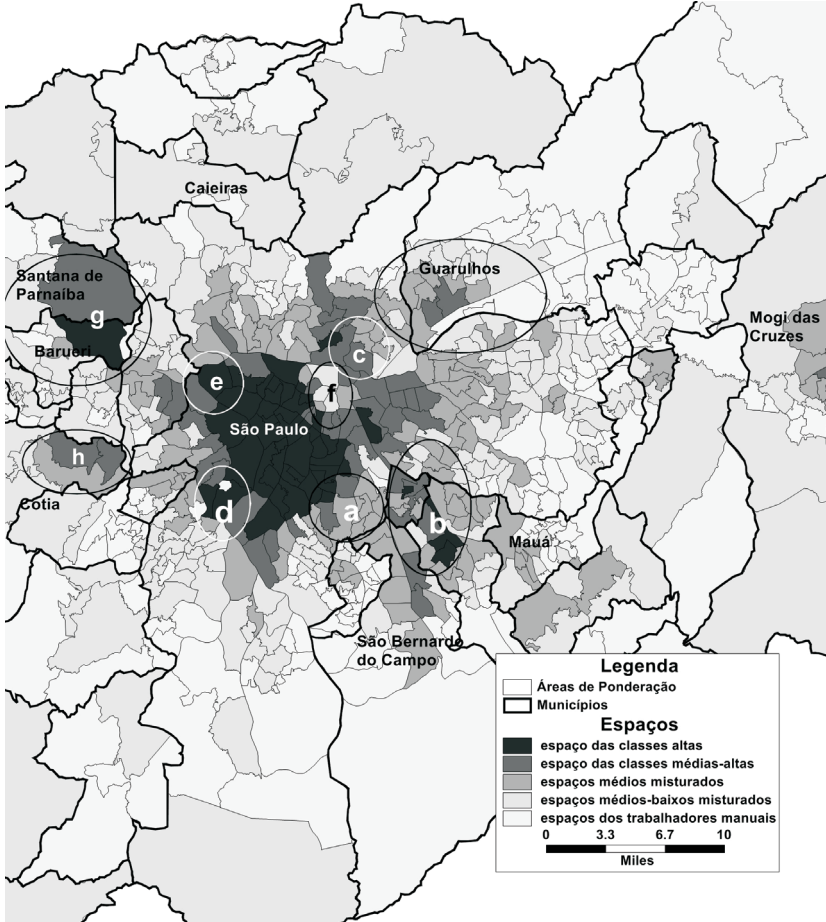 Caieiras
Guarulhos
Santana de
Parnaíba
g
Barueri
Mogi das
Cruzes
c
e
f
São Paulo
h
Cotia
d
a
b
Mauá
São Bernardo
do Campo
Legenda
Áreas de Ponderação
Municípios
Espaços
espaço das classes altas
espaço das classes médias-altas
espaços médios misturados
espaços médios-baixos misturados
espaços dos trabalhadores manuais
0 3.3 6.7 10
Miles